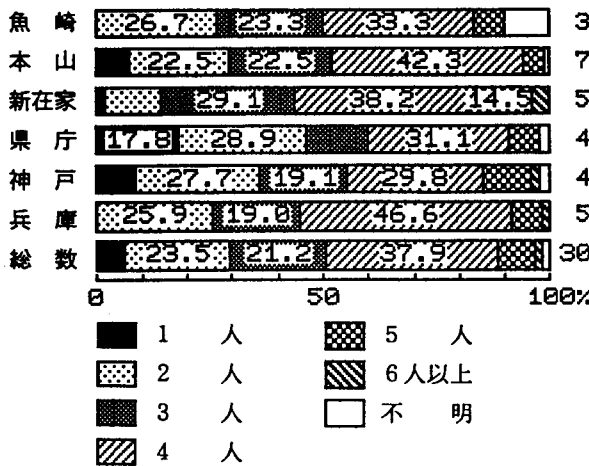 魚崎 26.7 23.3 33.3 3
本山 22.5 22.5 42.3 7
新在家 29.1 38.2 14.5 5
県庁 17.8 28.9 31.1 4
神戸 27.7 19.1 29.8 4
兵庫 25.9 19.0 46.6 5
総数 23.5 21.2 37.9 30
0 50 100%
1人 5人
2人 6人以上
3人 不明
4人